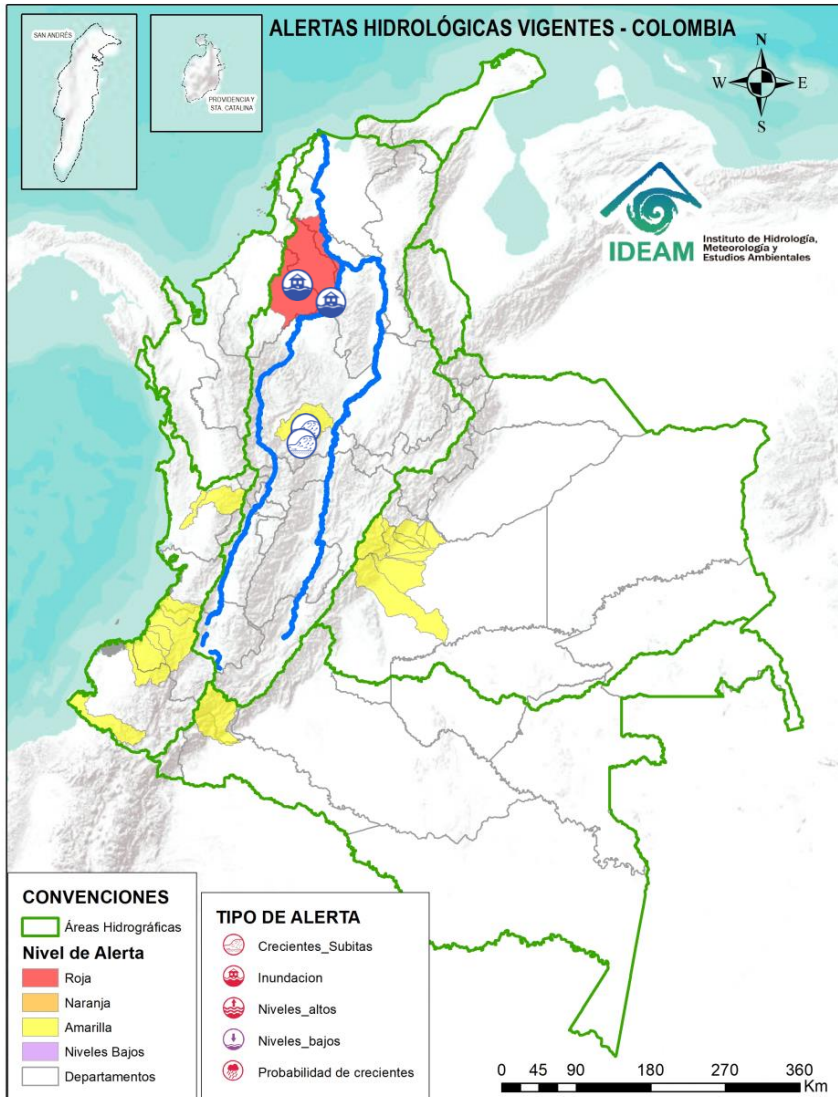 ALERTAS HIDROLÓGICAS VIGENTES - COLOMBIA
SAN ANDRÉS
PROVIDENCIA Y
STA. CATALINA
N
W
E
S
IDEAM
Instituto de Hidrología,
Meteorología y
Estudios Ambientales
CONVENCIONES
Áreas Hidrográficas
Nivel de Alerta
Roja
Naranja
Amarilla
Niveles Bajos
Departamentos
TIPO DE ALERTA
Crecientes_Subitas
Inundacion
Niveles_altos
Niveles_bajos
Probabilidad de crecientes
0 45 90 180 270 360
Km